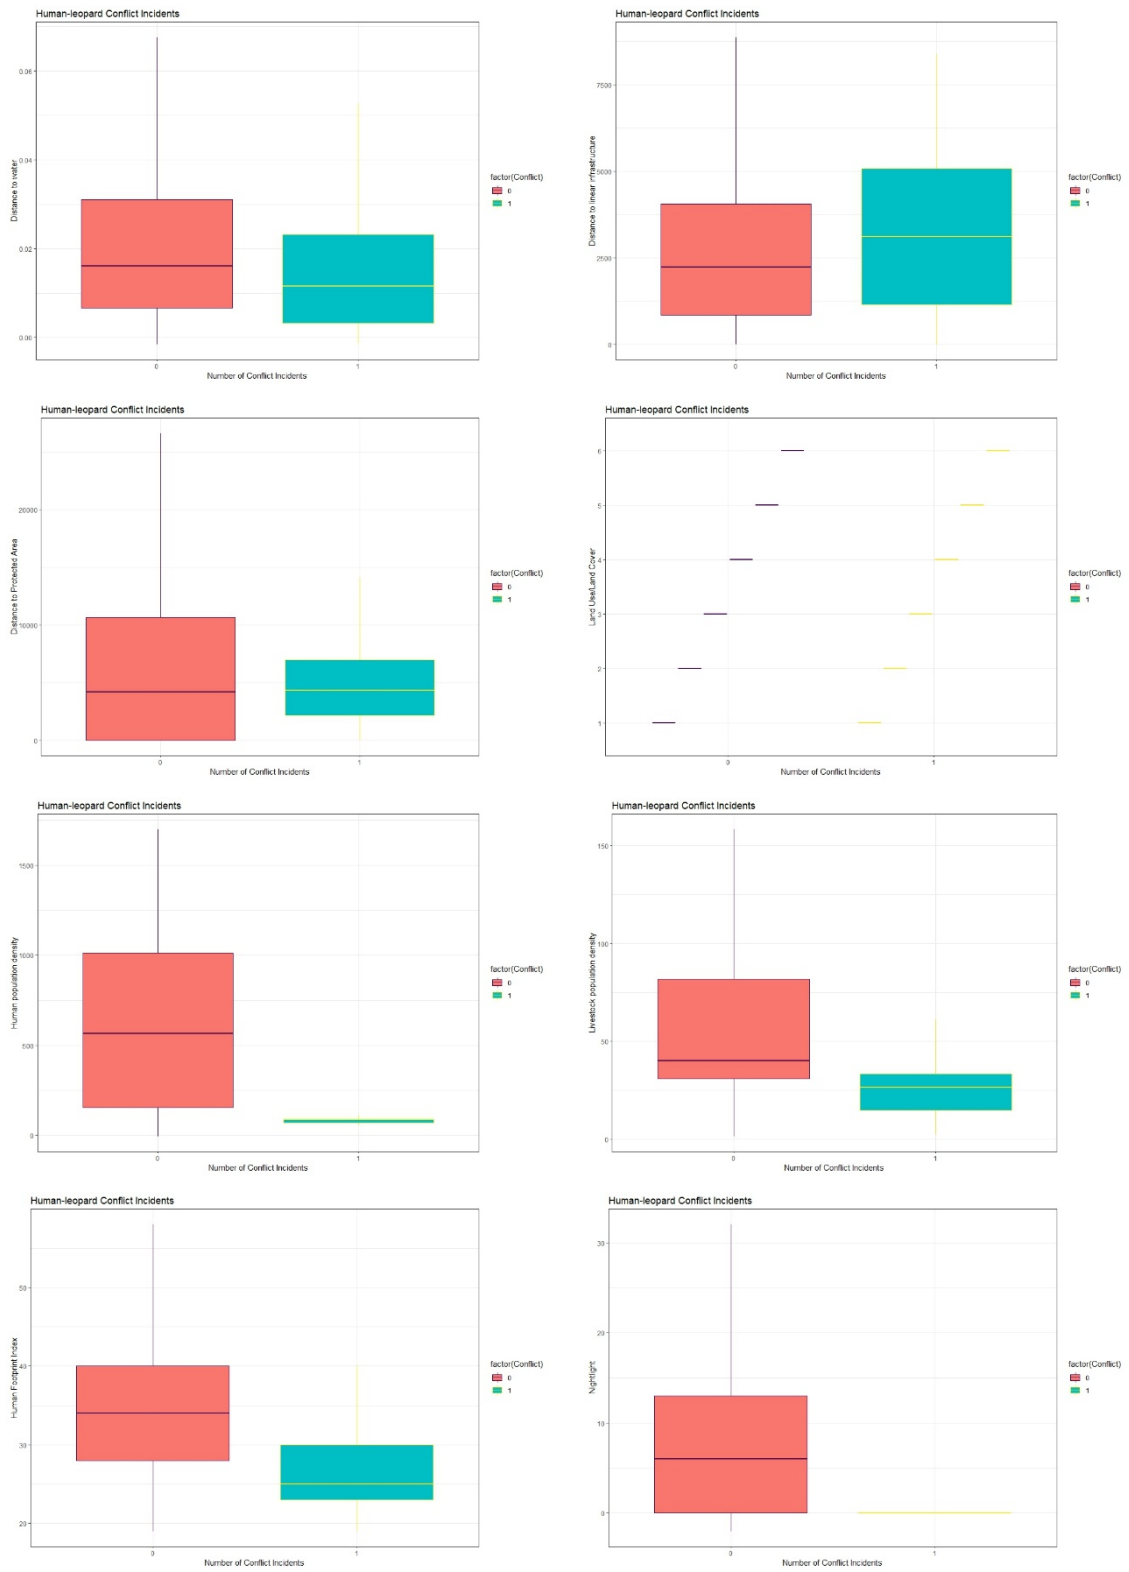 Human-leopard Conflict Incidents
Distance to water
0.06
0.04
0.02
0.00
0
1
Number of Conflict Incidents
factor(Conflict)
0
1
Human-leopard Conflict Incidents
Distance to linear infrastructure
7500
5000
2500
0
0
1
Number of Conflict Incidents
factor(Conflict)
0
1
Human-leopard Conflict Incidents
Distance to Protected Area
20000
10000
0
0
1
Number of Conflict Incidents
factor(Conflict)
0
1
Human-leopard Conflict Incidents
Land Use/Land Cover
6
5
4
3
2
1
0
1
Number of Conflict Incidents
factor(Conflict)
0
1
Human-leopard Conflict Incidents
Human population density
1500
1000
500
0
0
1
Number of Conflict Incidents
factor(Conflict)
0
1
Human-leopard Conflict Incidents
Livestock population density
150
100
50
0
0
1
Number of Conflict Incidents
factor(Conflict)
0
1
Human-leopard Conflict Incidents
Human Footprint Index
50
40
30
20
0
1
Number of Conflict Incidents
factor(Conflict)
0
1
Human-leopard Conflict Incidents
Nightlight
30
20
10
0
0
1
Number of Conflict Incidents
factor(Conflict)
0
1